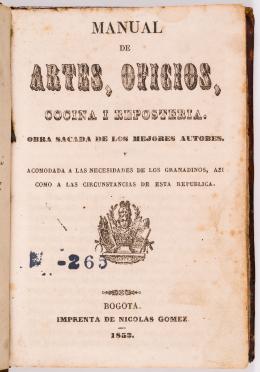 MANUAL
DE
ARTES, OFICIOS,
COCINA I REPOSTERIA.
OBRA SACADA DE LOS MEJORES AUTORES,
Y
ACOMODADA A LAS NECESIDADES DE LOS GRANADINOS, ASI
COMO A LAS CIRCUNSTANCIAS DE ESTA REPUBLICA.
-265
BOGOTÁ.
IMPRENTA DE NICOLAS GOMEZ
1853.